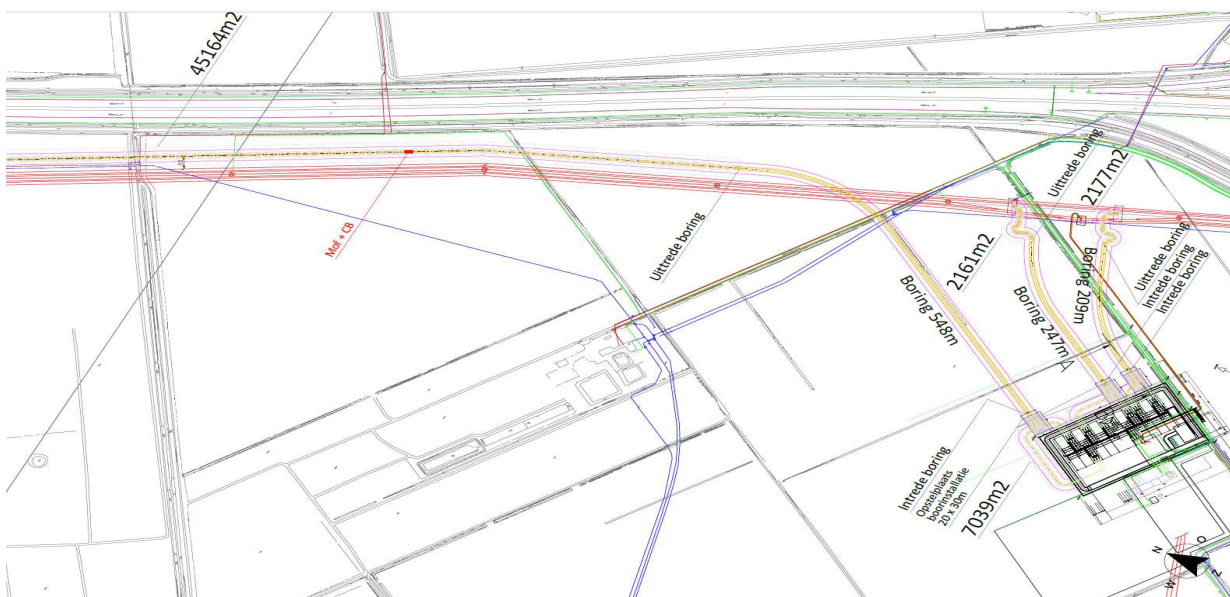 45164m2
Mof + CB
Uittrede boring
Boring 548m
2161m2
Uittrede boring
2177m2
Boring 247m
Boring 209m
Uittrede boring
Intrede boring
Intrede boring
A
Intrede boring
Opstelplaats
boorinstallatie
20 x 30m
7039m2
N
O
W
Z